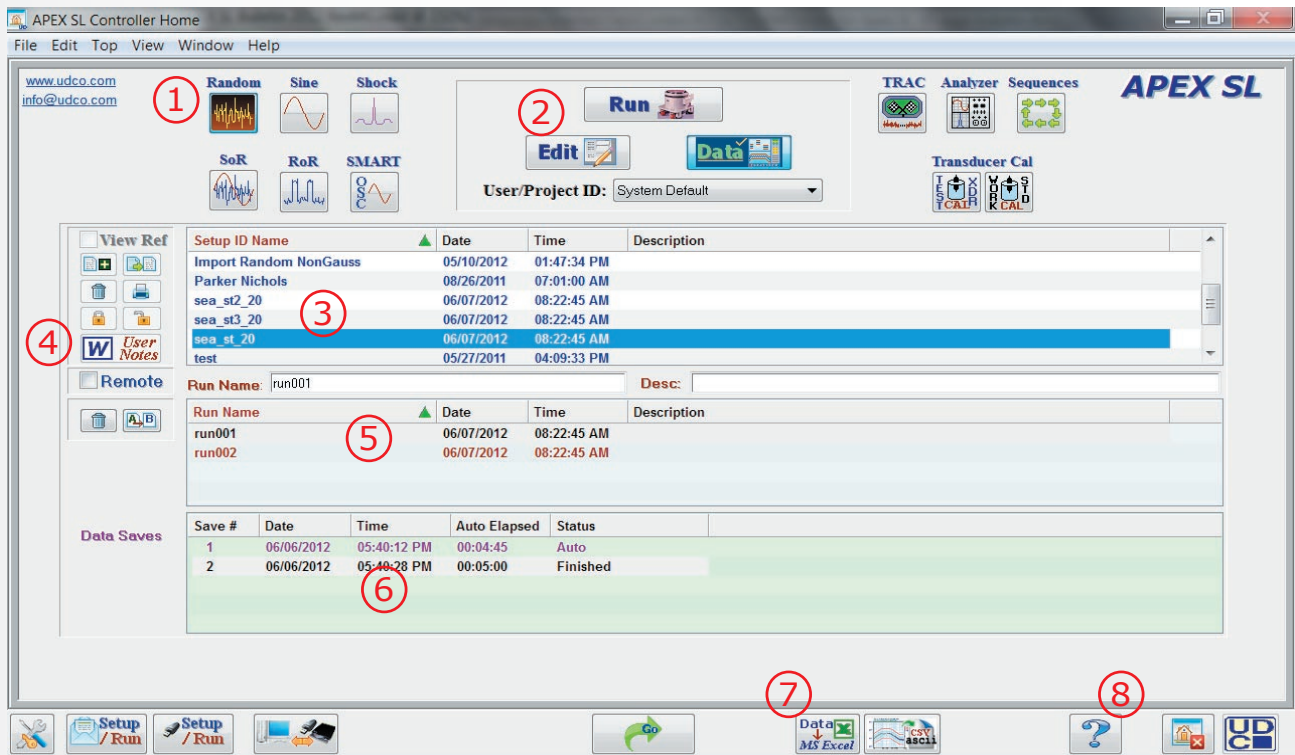 APEX SL Controller Home
File Edit Top View Window Help
www.udco.com
info@udco.com
1
Random Sine Shock
SoR RoR SMART
OSC
2
Run
Edit
Data
User/Project ID: System Default
TRAC Analyzer Sequences
Transducer Cal
TEST XDR CAL
WORK STD CAL
APEX SL
View Ref
Setup ID Name Date Time Description
Import Random NonGauss 05/10/2012 01:47:34 PM
Parker Nichols 08/26/2011 07:01:00 AM
sea_st2_20 06/07/2012 08:22:45 AM
sea_st3_20 06/07/2012 08:22:45 AM
sea_st_20 06/07/2012 08:22:45 AM
test 05/27/2011 04:09:33 PM
3
4
W User Notes
Remote
Run Name: run001 Desc:
A B
Run Name Date Time Description
run001 06/07/2012 08:22:45 AM
run002 06/07/2012 08:22:45 AM
5
Data Saves
Save # Date Time Auto Elapsed Status
1 06/06/2012 05:40:12 PM 00:04:45 Auto
2 06/06/2012 05:40:28 PM 00:05:00 Finished
6
7
8
Setup / Run
Setup / Run
Go
Data MS Excel
CSV ascii
?
UDC